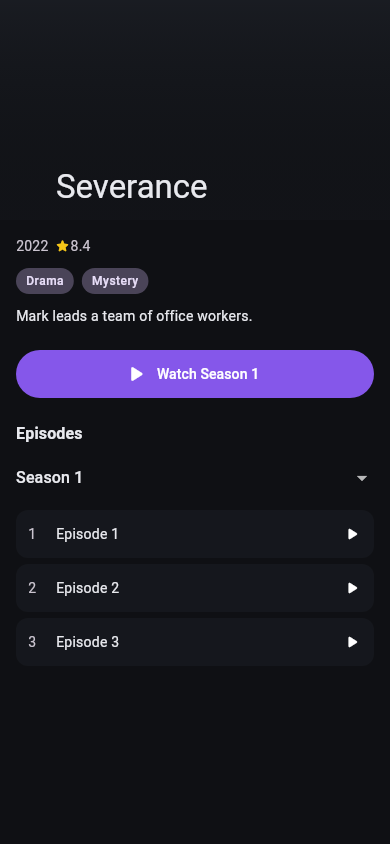 Severance
2022 ★ 8.4
Drama Mystery
Mark leads a team of office workers.
Watch Season 1
Episodes
Season 1
1 Episode 1
2 Episode 2
3 Episode 3